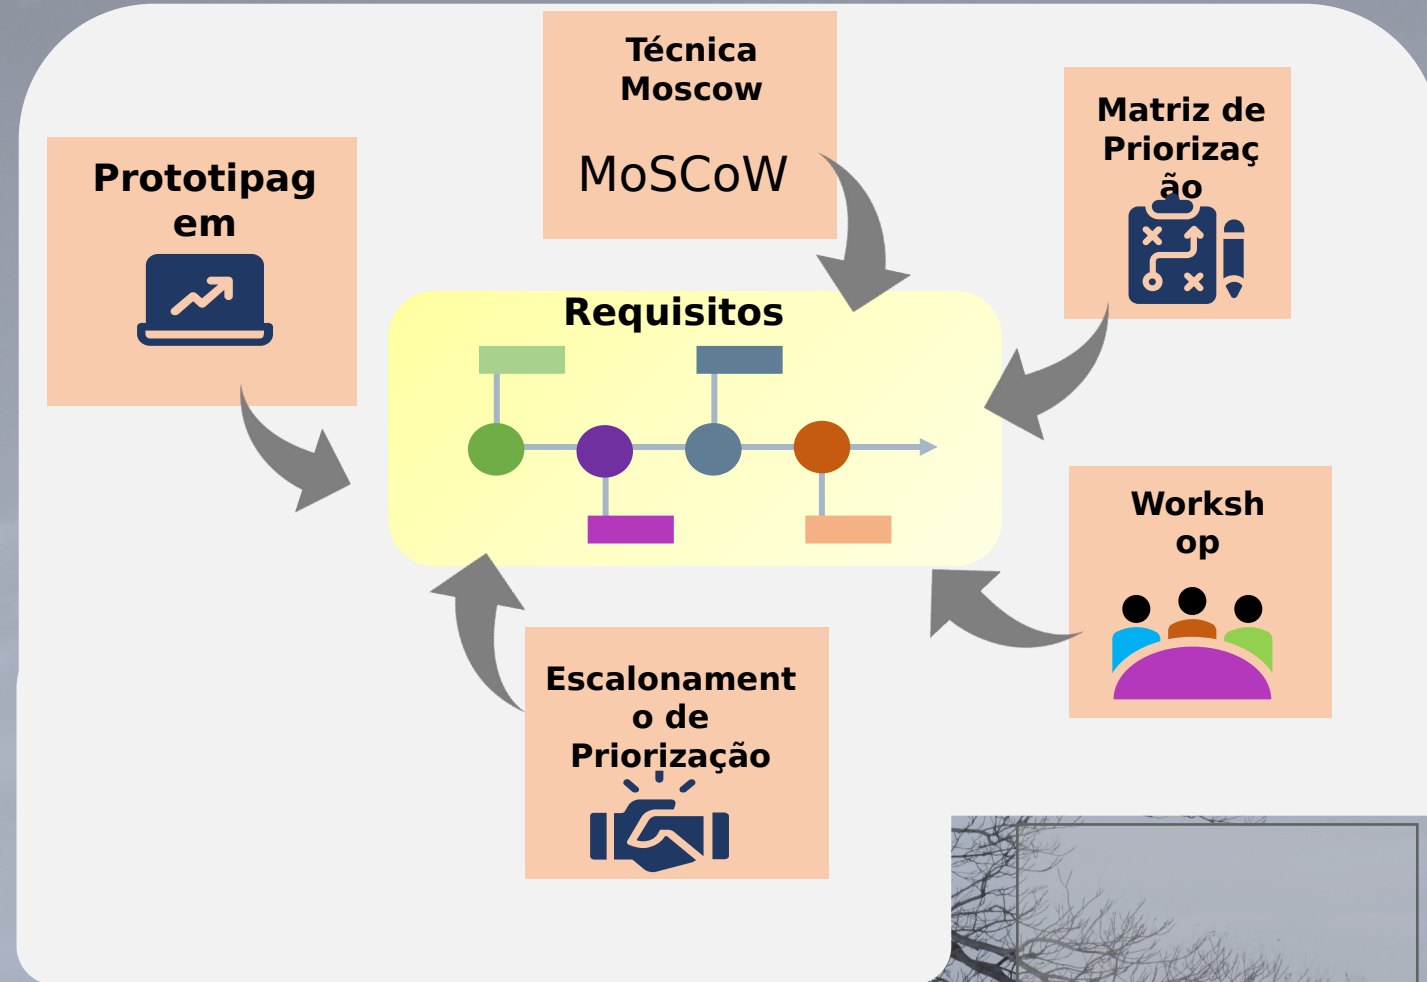 Técnica
Moscow
MoSCoW
Matriz de
Priorizaç
ão
Prototipag
em
Requisitos
Worksh
op
Escalonament
o de
Priorização